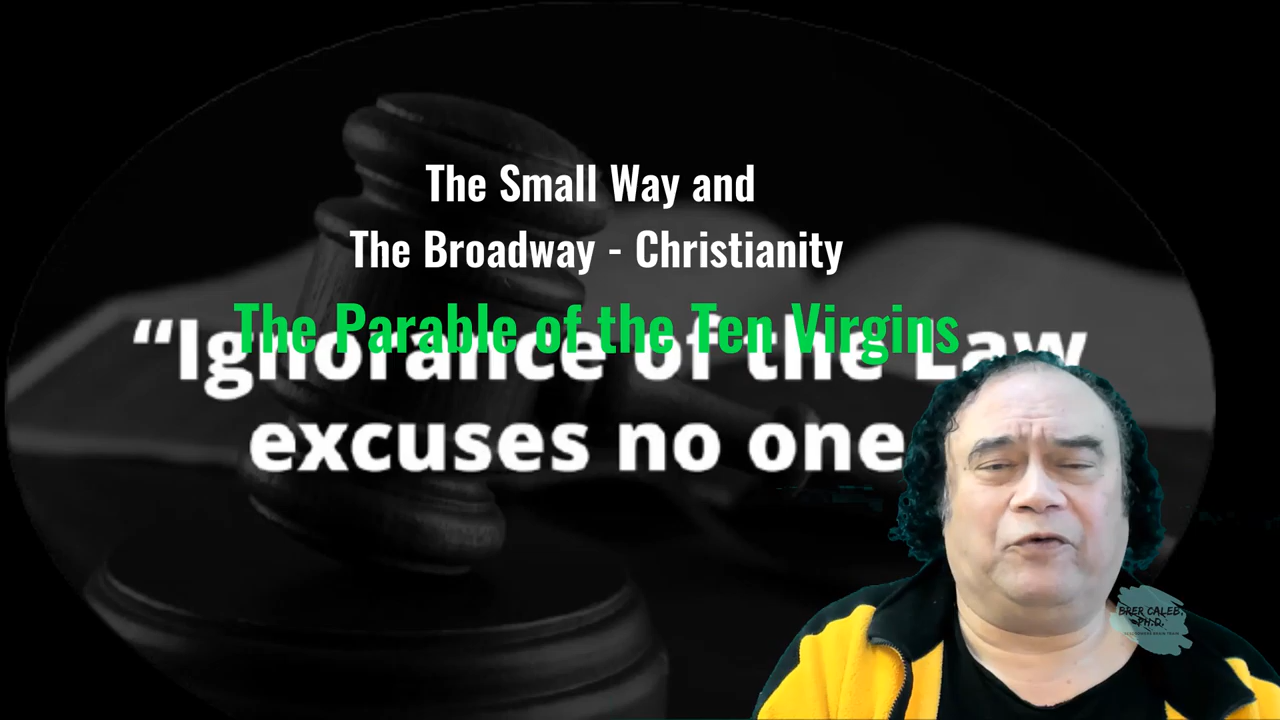 The Small Way and
The Broadway - Christianity
The Parable of the Ten Virgins
“Ignorance of the Law
excuses no one
BRER CALEB,
PH.D.